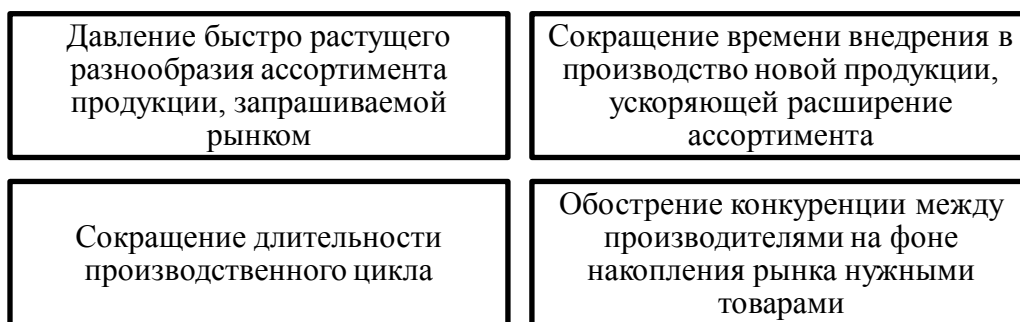 Давление быстро растущего
разнообразия ассортимента
продукции, запрашиваемой
рынком
Сокращение времени внедрения в
производство новой продукции,
ускоряющей расширение
ассортимента
Сокращение длительности
производственного цикла
Обострение конкуренции между
производителями на фоне
накопления рынка нужными
товарами